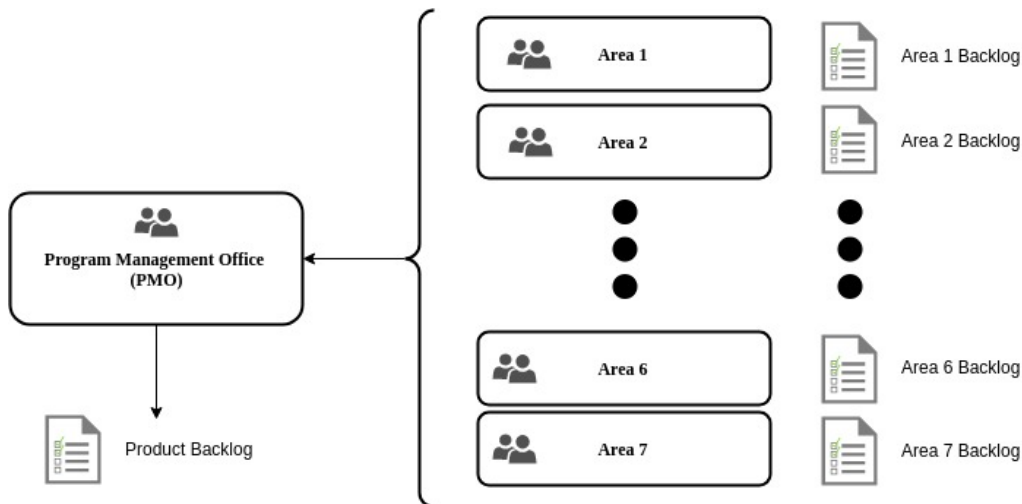 Area 1
Area 1 Backlog
Area 2
Area 2 Backlog
Program Management Office
(PMO)
Area 6
Area 6 Backlog
Area 7
Area 7 Backlog
Product Backlog